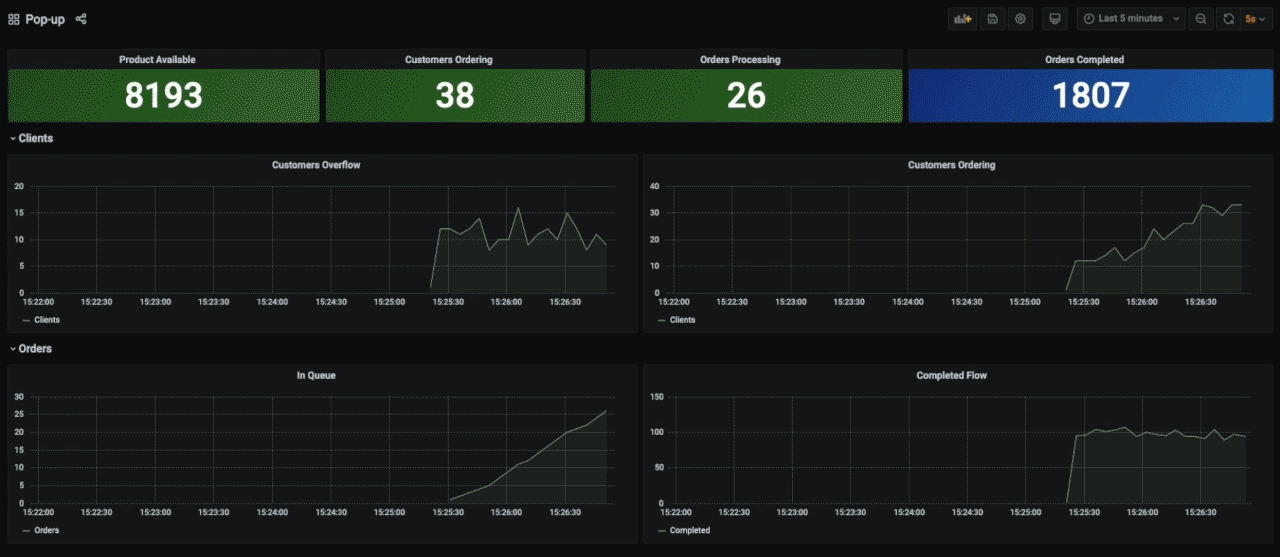 Pop-up
Last 5 minutes
5s
Product Available
Customers Ordering
Orders Processing
Orders Completed
8193
38
26
1807
Clients
Customers Overflow
20
15
10
5
0
15:22:00 15:22:30 15:23:00 15:23:30 15:24:00 15:24:30 15:25:00 15:25:30 15:26:00 15:26:30
Clients
Customers Ordering
40
30
20
10
0
15:22:00 15:22:30 15:23:00 15:23:30 15:24:00 15:24:30 15:25:00 15:25:30 15:26:00 15:26:30
Clients
Orders
In Queue
30
25
20
15
10
5
0
15:22:00 15:22:30 15:23:00 15:23:30 15:24:00 15:24:30 15:25:00 15:25:30 15:26:00 15:26:30
Orders
Completed Flow
150
100
50
0
15:22:00 15:22:30 15:23:00 15:23:30 15:24:00 15:24:30 15:25:00 15:25:30 15:26:00 15:26:30
Completed